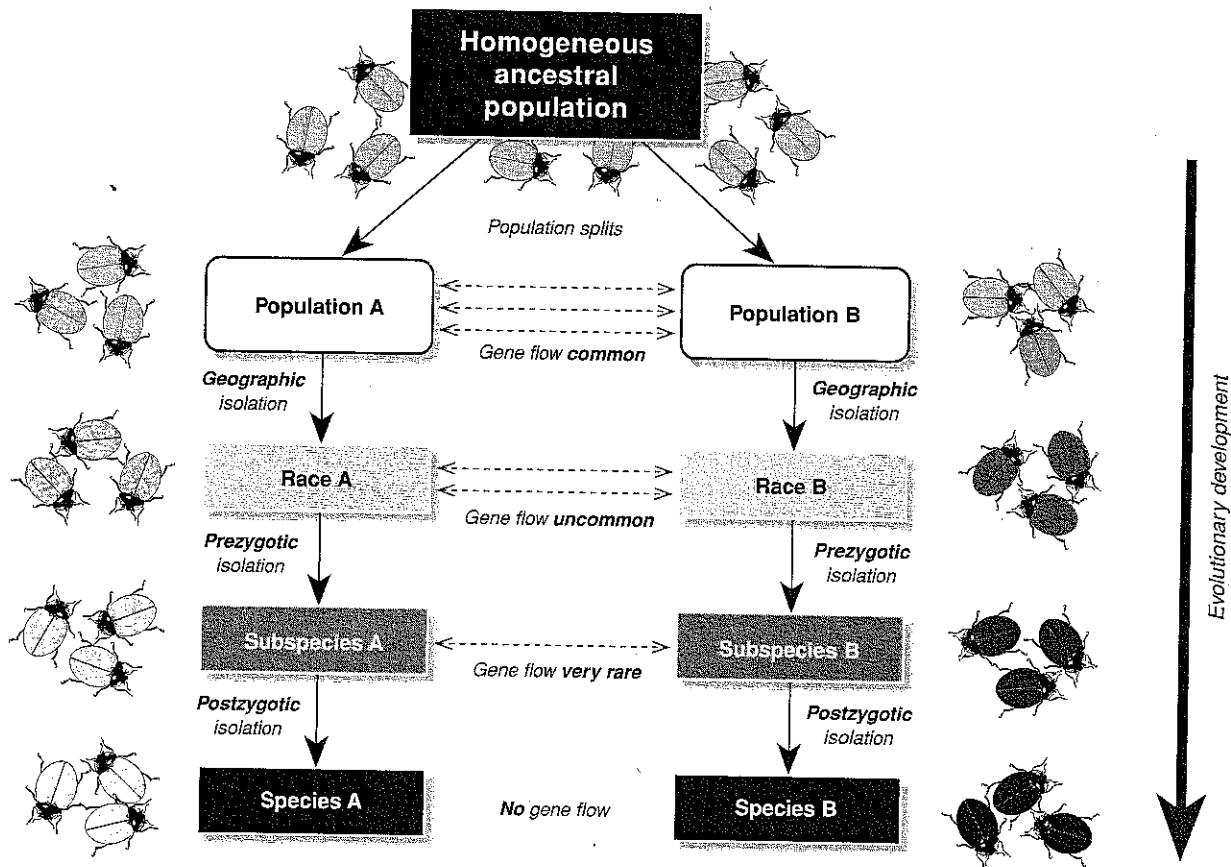 Homogeneous
ancestral
population
Population splits
Population A
Population B
Gene flow common
Geographic
isolation
Geographic
isolation
Race A
Race B
Gene flow uncommon
Prezygotic
isolation
Prezygotic
isolation
Subspecies A
Subspecies B
Gene flow very rare
Postzygotic
isolation
Postzygotic
isolation
Species A
No gene flow
Species B
Evolutionary development